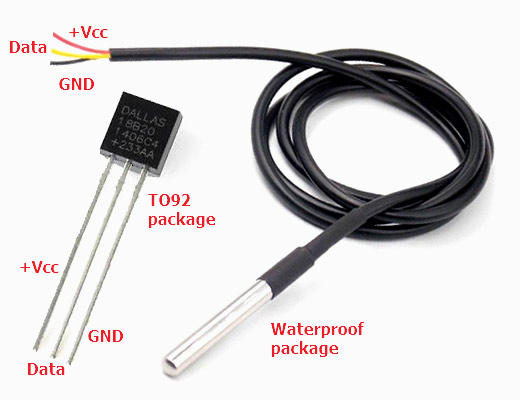 +Vcc
Data
GND
DALLAS
18B20
1406C4
+233AA
TO92
package
+Vcc
GND
Data
Waterproof
package